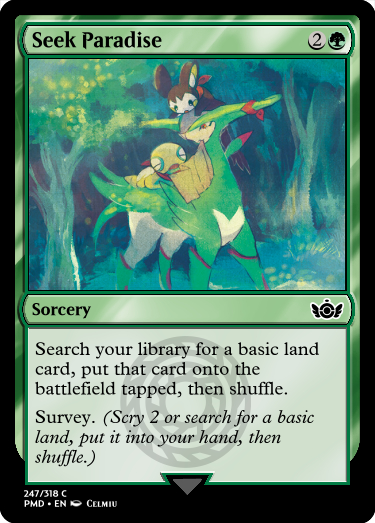 Seek Paradise 2
Sorcery
Search your library for a basic land
card, put that card onto the
battlefield tapped, then shuffle.
Survey. (Scry 2 or search for a basic
land, put it into your hand, then
shuffle.)
247/318 C
PMD • EN Celmiu